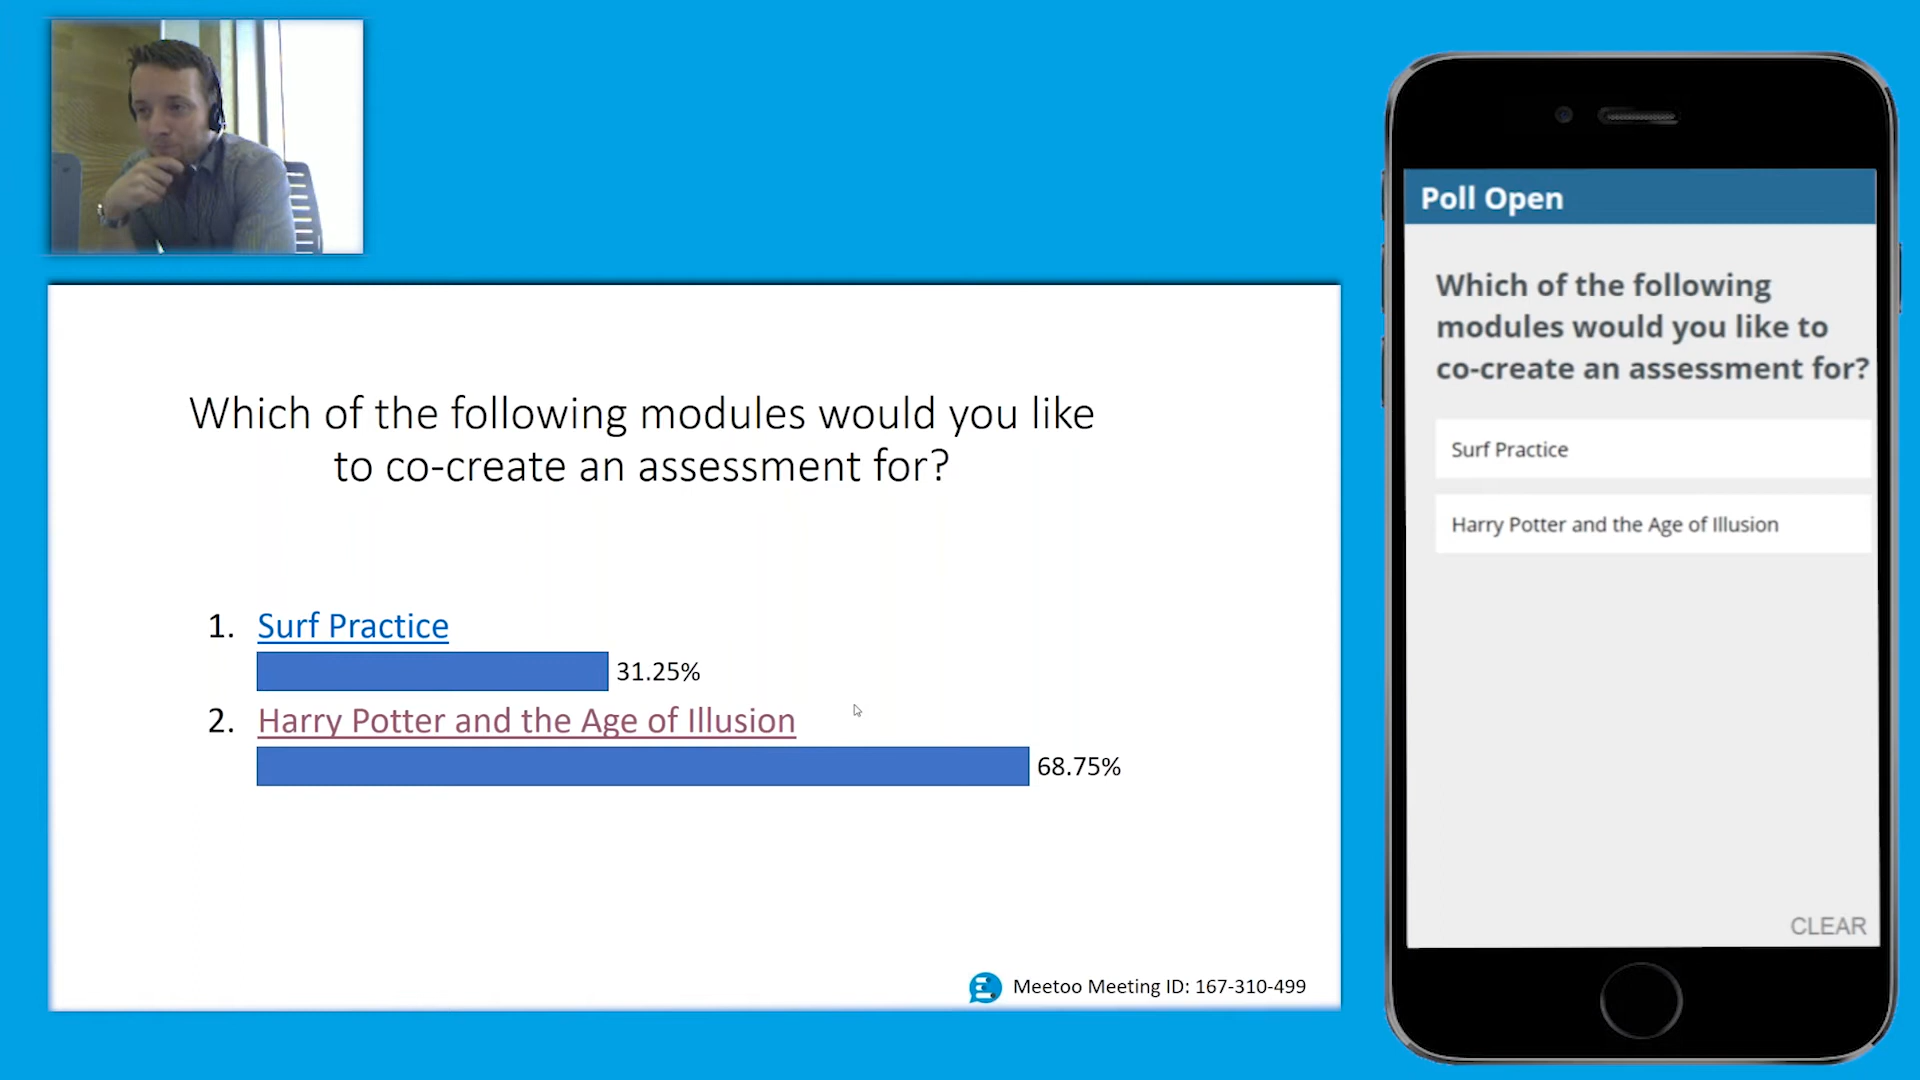 Which of the following modules would you like
to co-create an assessment for?
1. Surf Practice
31.25%
2. Harry Potter and the Age of Illusion
68.75%
Meetoo Meeting ID: 167-310-499
Poll Open
Which of the following
modules would you like to
co-create an assessment for?
Surf Practice
Harry Potter and the Age of Illusion
CLEAR